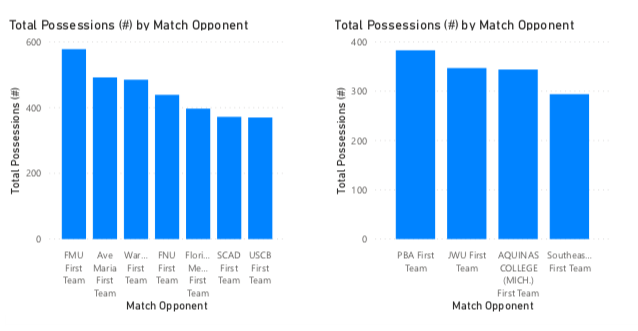 Total Possessions (#) by Match Opponent
600
400
200
0
Total Possessions (#)
FMU First Team
Ave Maria First Team
War... First Team
FNU First Team
Flori... Me... First Team
SCAD First Team
USCB First Team
Match Opponent
Total Possessions (#) by Match Opponent
400
300
200
100
0
Total Possessions (#)
PBA First Team
JWU First Team
AQUINAS COLLEGE (MICH.) First Team
Southeas... First Team
Match Opponent